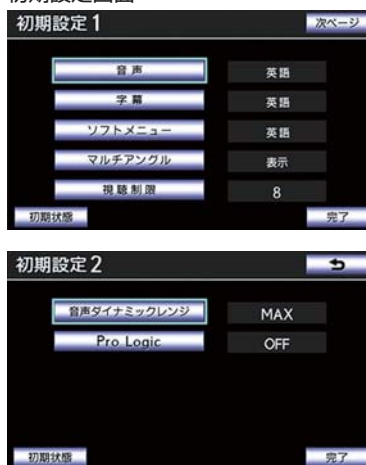 初期設定画面
初期設定1 次ページ
音声 英語
字幕 英語
ソフトメニュー 英語
マルチアングル 表示
視聴制限 8
初期状態 完了
初期設定2
音声ダイナミックレンジ MAX
Pro Logic OFF
初期状態 完了